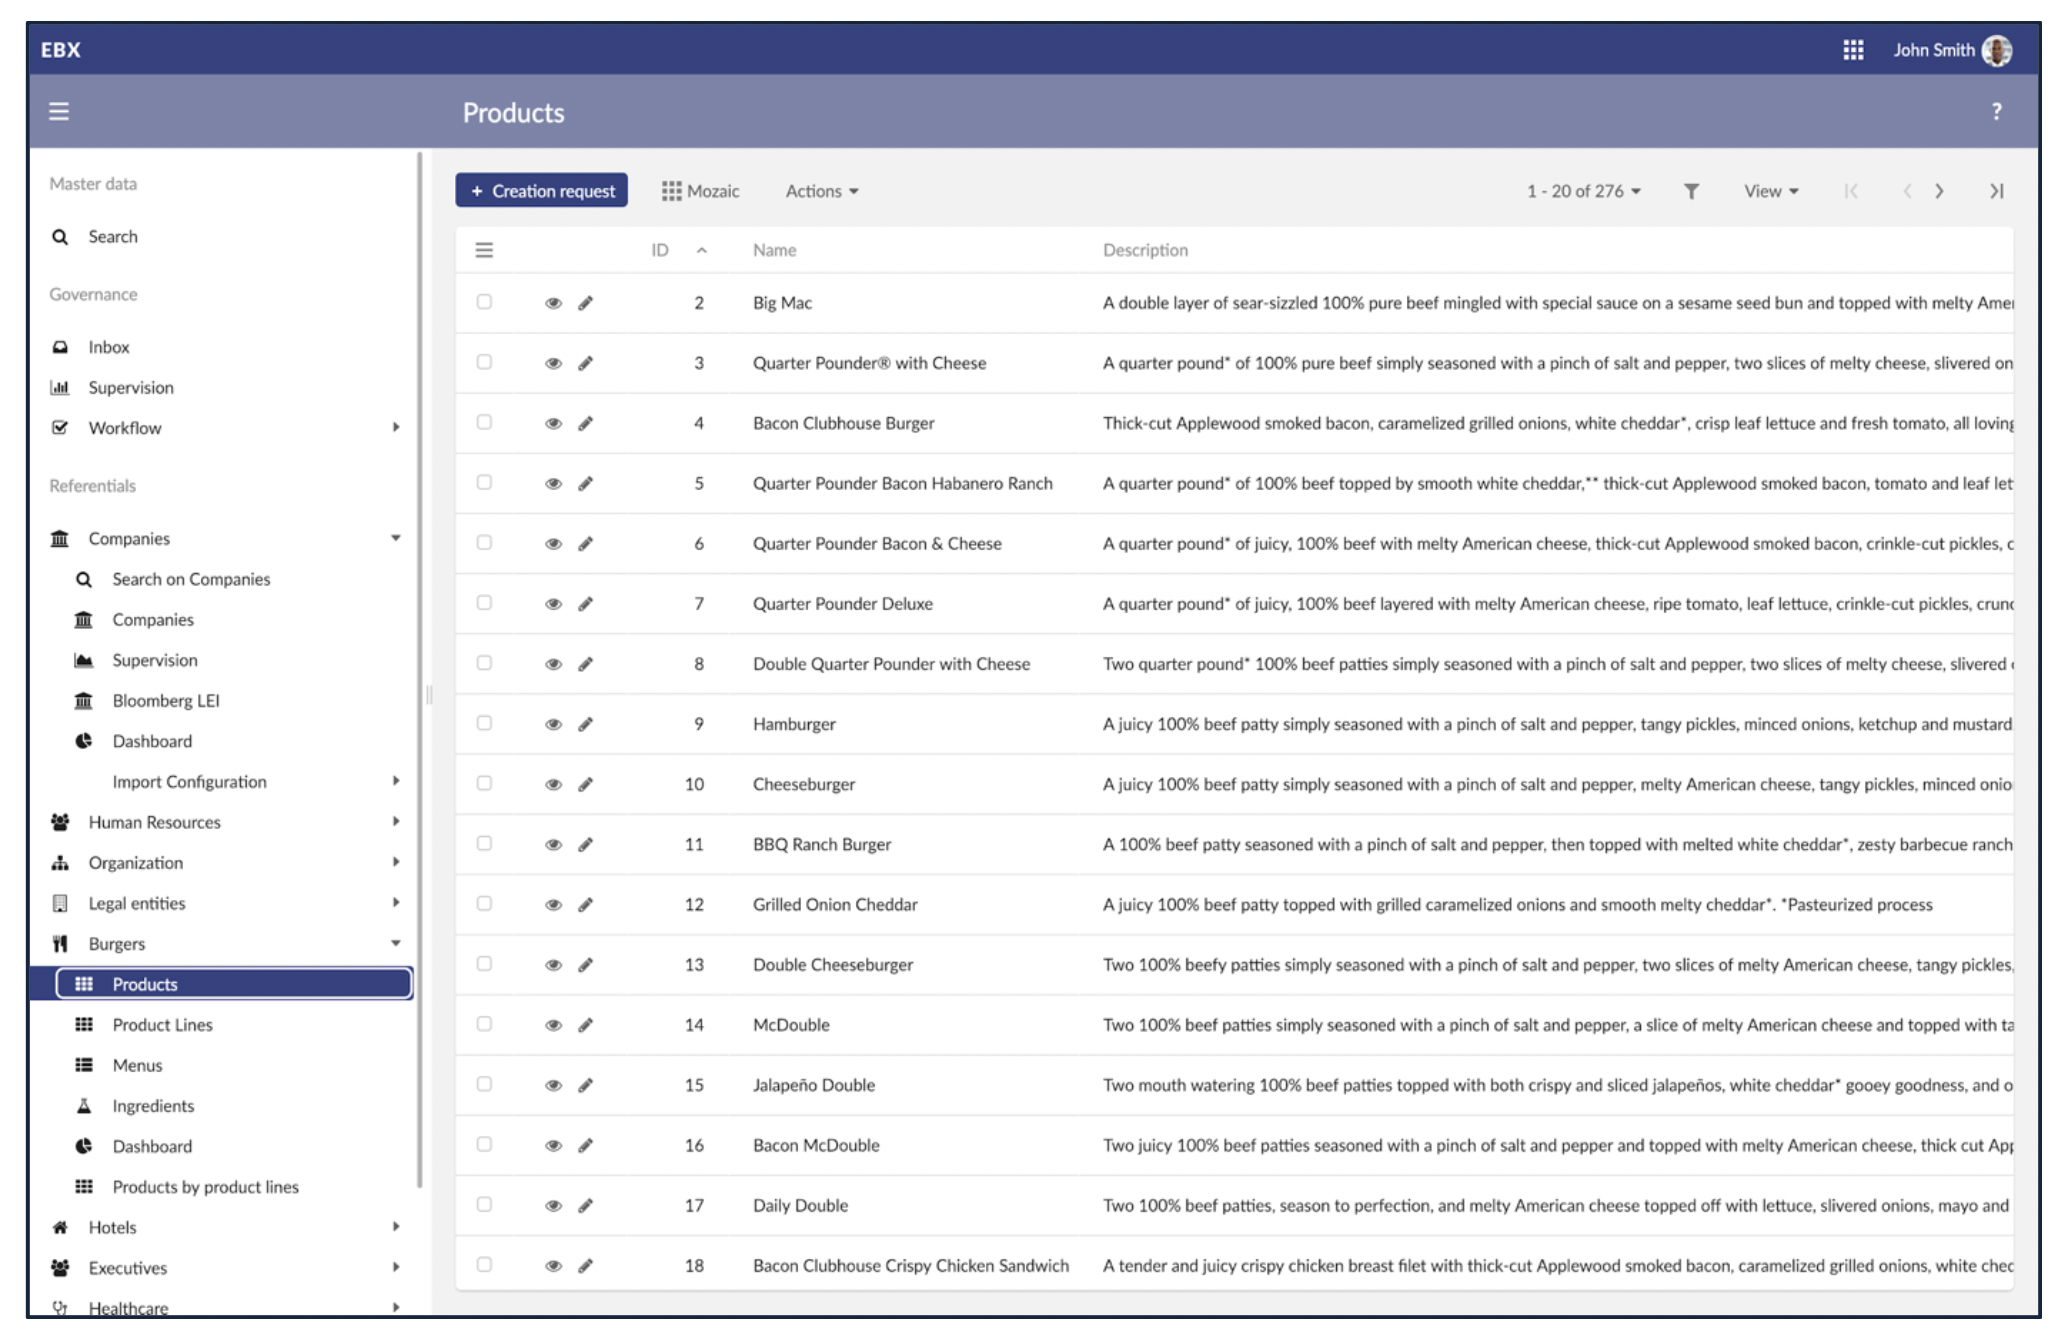 EBX
John Smith
Products
?
Master data
Search
Governance
Inbox
Supervision
Workflow
Referentials
Companies
Search on Companies
Companies
Supervision
Bloomberg LEI
Dashboard
Import Configuration
Human Resources
Organization
Legal entities
Burgers
Products
Product Lines
Menus
Ingredients
Dashboard
Products by product lines
Hotels
Executives
Healthcare
+ Creation request Mozaic Actions 1 - 20 of 276 View
ID Name Description
2 Big Mac A double layer of sear-sizzled 100% pure beef mingled with special sauce on a sesame seed bun and topped with melty
3 Quarter Pounder® with Cheese A quarter pound* of 100% pure beef simply seasoned with a pinch of salt and pepper, two slices of melty cheese, slivered on
4 Bacon Clubhouse Burger Thick-cut Applewood smoked bacon, caramelized grilled onions, white cheddar*, crisp leaf lettuce and fresh tomato, all loving
5 Quarter Pounder Bacon Habanero Ranch A quarter pound* of 100% beef topped by smooth white cheddar,** thick-cut Applewood smoked bacon, tomato and leaf let
6 Quarter Pounder Bacon & Cheese A quarter pound* of juicy, 100% beef with melty American cheese, thick-cut Applewood smoked bacon, crinkle-cut pickles, c
7 Quarter Pounder Deluxe A quarter pound* of juicy, 100% beef layered with melty American cheese, ripe tomato, leaf lettuce, crinkle-cut pickles, crunc
8 Double Quarter Pounder with Cheese Two quarter pound* 100% beef patties simply seasoned with a pinch of salt and pepper, two slices of melty cheese, slivered
9 Hamburger A juicy 100% beef patty simply seasoned with a pinch of salt and pepper, tangy pickles, minced onions, ketchup and mustard
10 Cheeseburger A juicy 100% beef patty simply seasoned with a pinch of salt and pepper, melty American cheese, tangy pickles, minced onio
11 BBQ Ranch Burger A 100% beef patty seasoned with a pinch of salt and pepper, then topped with melted white cheddar*, zesty barbecue ranch
12 Grilled Onion Cheddar A juicy 100% beef patty topped with grilled caramelized onions and smooth melty cheddar*. *Pasteurized process
13 Double Cheeseburger Two 100% beefy patties simply seasoned with a pinch of salt and pepper, two slices of melty American cheese, tangy pickles,
14 McDouble Two 100% beef patties simply seasoned with a pinch of salt and pepper, a slice of melty American cheese and topped with ta
15 Jalapeño Double Two mouth watering 100% beef patties topped with both crispy and sliced jalapeños, white cheddar* gooey goodness, and o
16 Bacon McDouble Two juicy 100% beef patties seasoned with a pinch of salt and pepper and topped with melty American cheese, thick cut App
17 Daily Double Two 100% beef patties, season to perfection, and melty American cheese topped off with lettuce, slivered onions, mayo and
18 Bacon Clubhouse Crispy Chicken Sandwich A tender and juicy crispy chicken breast filet with thick-cut Applewood smoked bacon, caramelized grilled onions, white chec